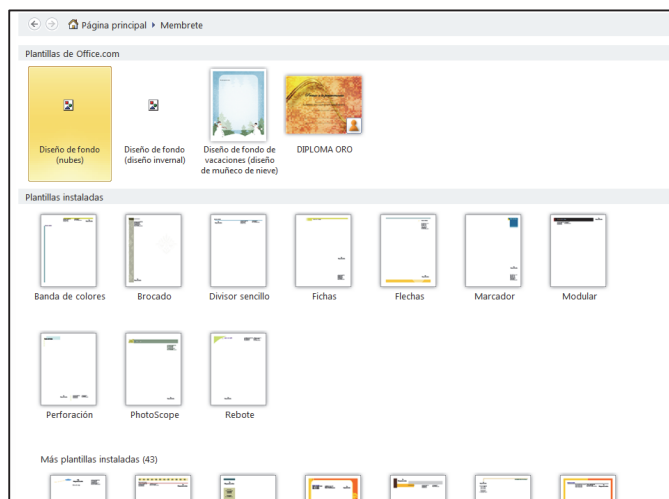 Página principal Membrete
Plantillas de Office.com
Diseño de fondo (nubes)
Diseño de fondo (diseño invernal)
Diseño de fondo de vacaciones (diseño de muñeco de nieve)
DIPLOMA ORO
Plantillas instaladas
Banda de colores Brocado Divisor sencillo Fichas Flechas Marcador Modular
Perforación PhotoScope Rebote
Más plantillas instaladas (43)